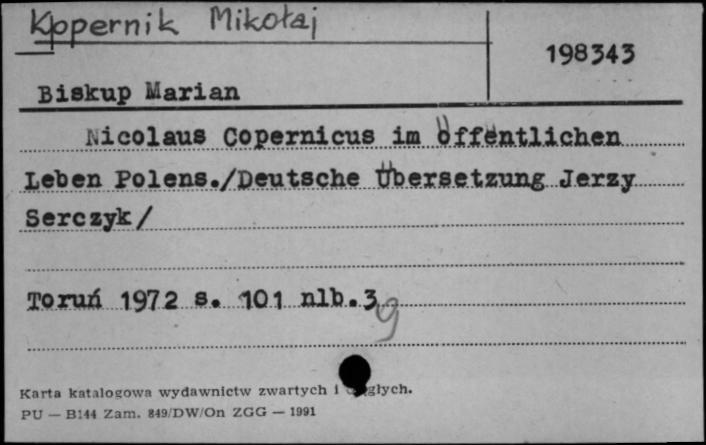 Kopernik Mikołaj
198343
Biskup Marian
Nicolaus Copernicus im öffentlichen
Leben Polens./Deutsche Übersetzung Jerzy
Serczyk/
Toruń 1972 s. 101 nlb.3
Karta katalogowa wydawnictw zwartych i
PU — B144 Zam. 849/DW/On ZGG — 1991